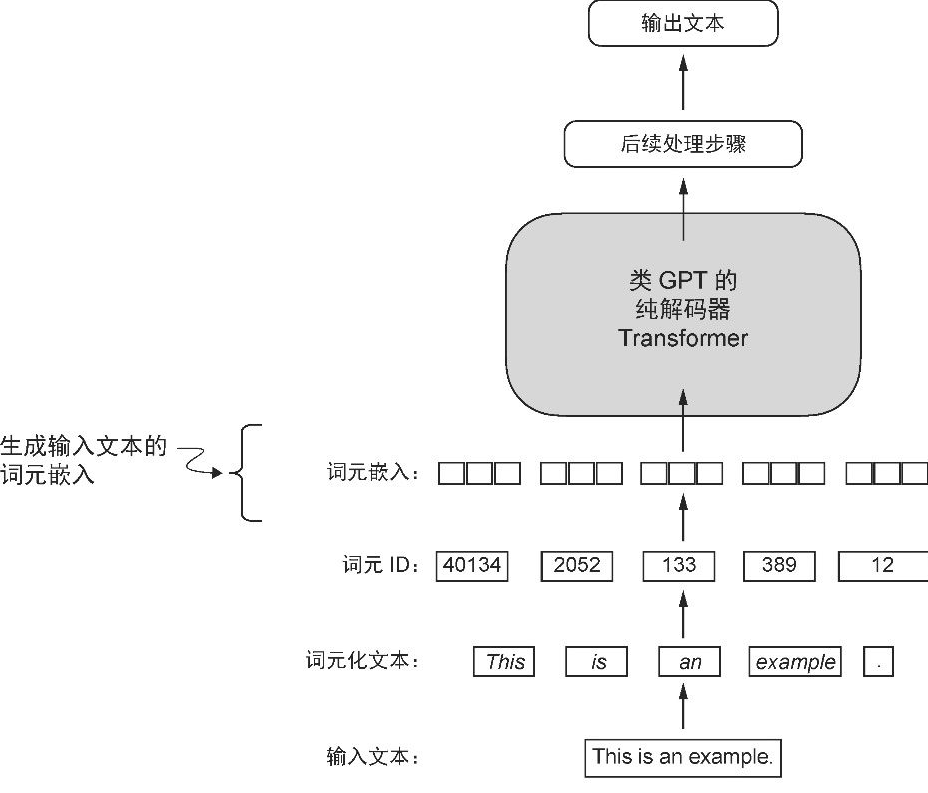 输出文本
后续处理步骤
类 GPT 的
纯解码器
Transformer
生成输入文本的
词元嵌入
词元嵌入：
词元 ID： 40134 2052 133 389 12
词元化文本： This is an example .
输入文本： This is an example.